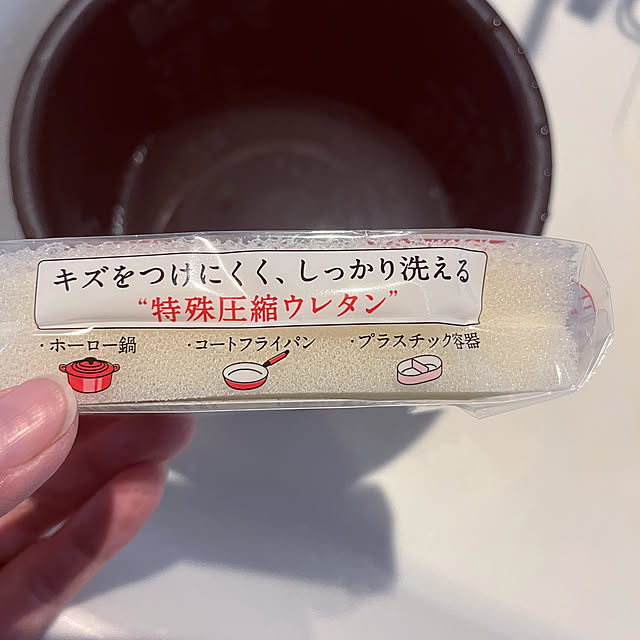 キズをつけにくく、しっかり洗える
“特殊圧縮ウレタン”
・ホーロー鍋 ・コートフライパン ・プラスチック容器